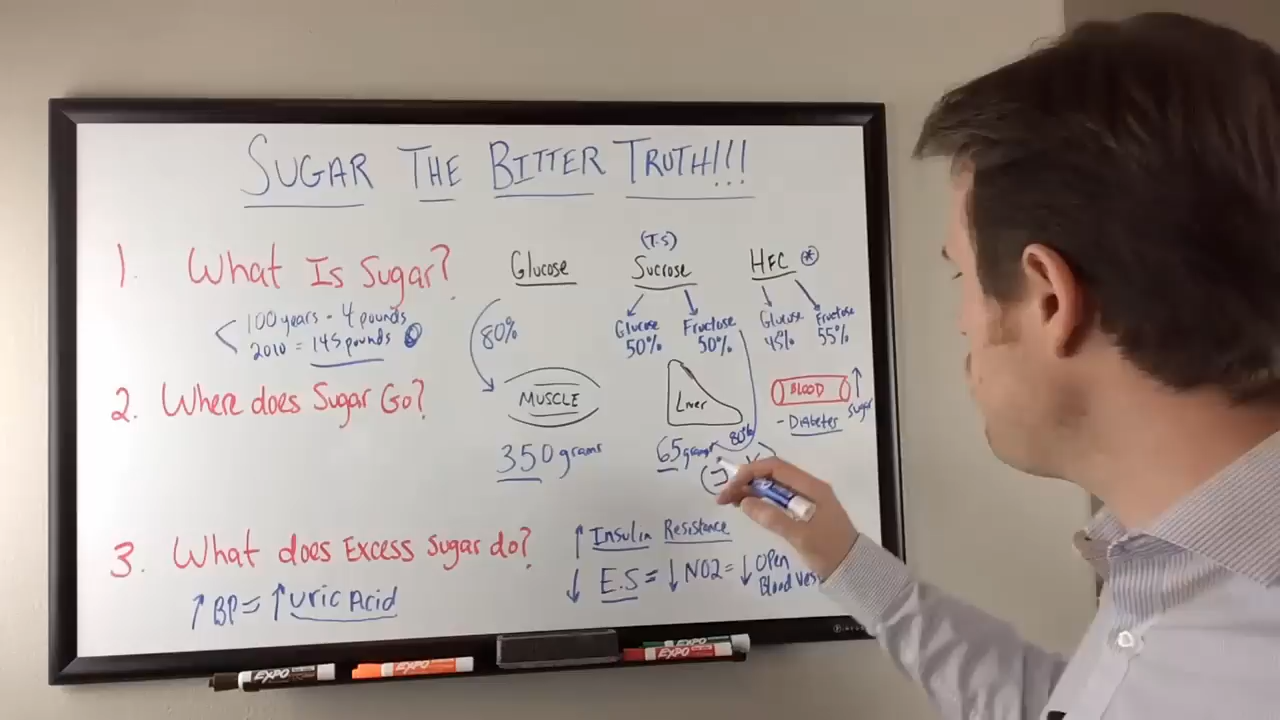 SUGAR THE BITTER TRUTH!!!
1. What Is Sugar?
100 years - 4 pounds
2010 = 145 pounds
Glucose
80%
(T.S)
Sucrose
Glucose 50%
Fructose 50%
HFC *
Glucose 45%
Fructose 55%
2. Where does Sugar Go?
MUSCLE
350 grams
Liver
65 grams
80%
BLOOD
↑ Sugar
- Diabetes
3. What does Excess Sugar do?
↑ BP = ↑ Uric Acid
↑ Insulin Resistance
↓ E.S = ↓ NO2 = ↓ Open
Blood Vess
EXPO
EXPO
EXPO
EXPO